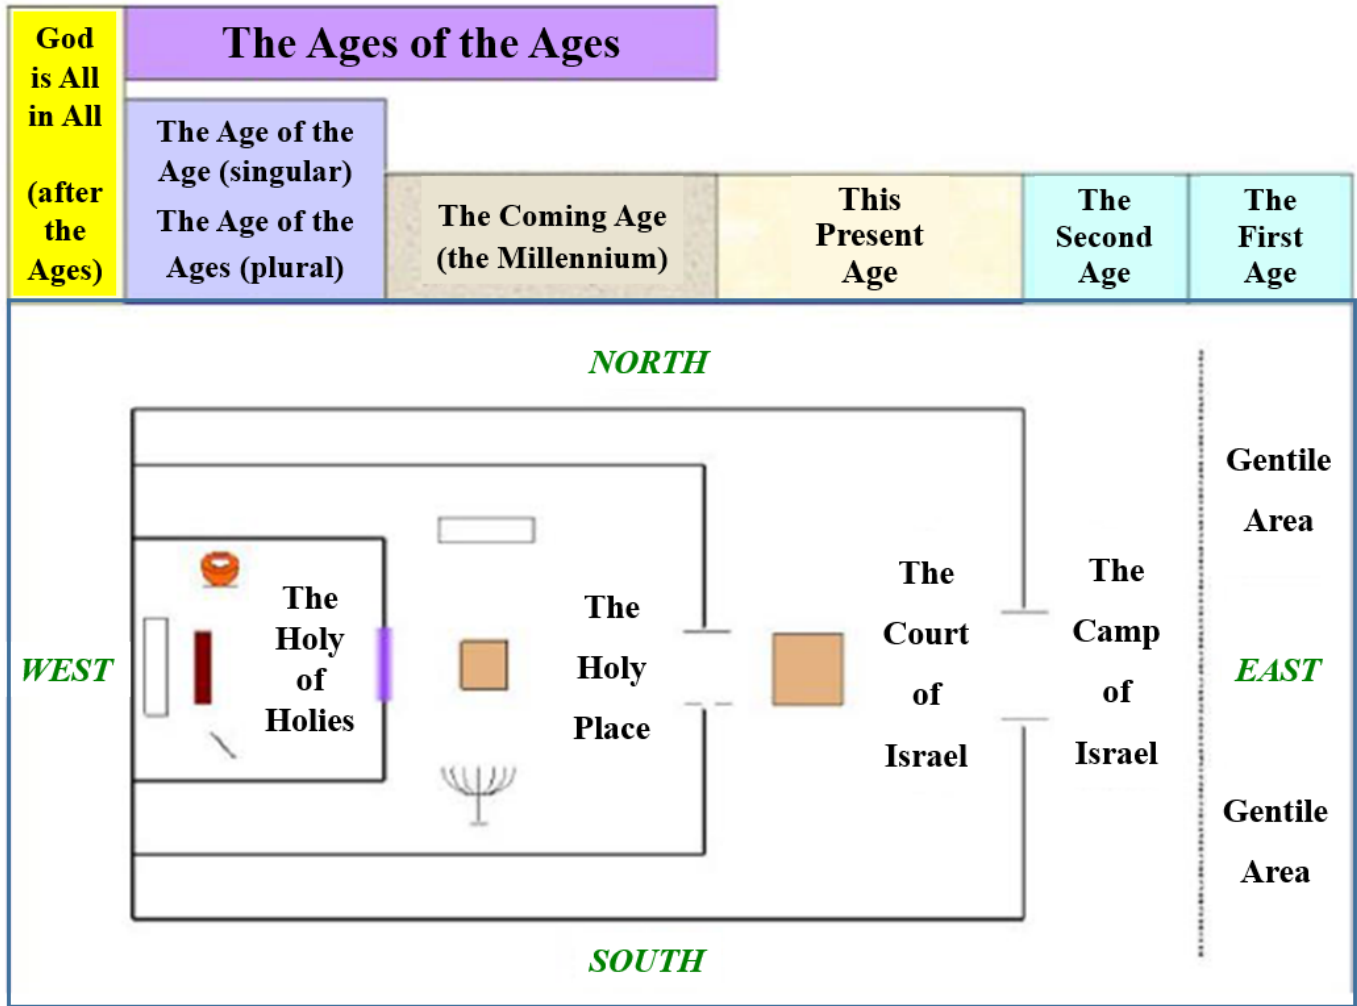 God
is All
in All
(after
the
Ages)
The Ages of the Ages
The Age of the
Age (singular)
The Age of the
Ages (plural)
The Coming Age
(the Millennium)
This
Present
Age
The
Second
Age
The
First
Age
NORTH
WEST
The
Holy
of
Holies
The
Holy
Place
The
Court
of
Israel
The
Camp
of
Israel
Gentile
Area
EAST
Gentile
Area
SOUTH